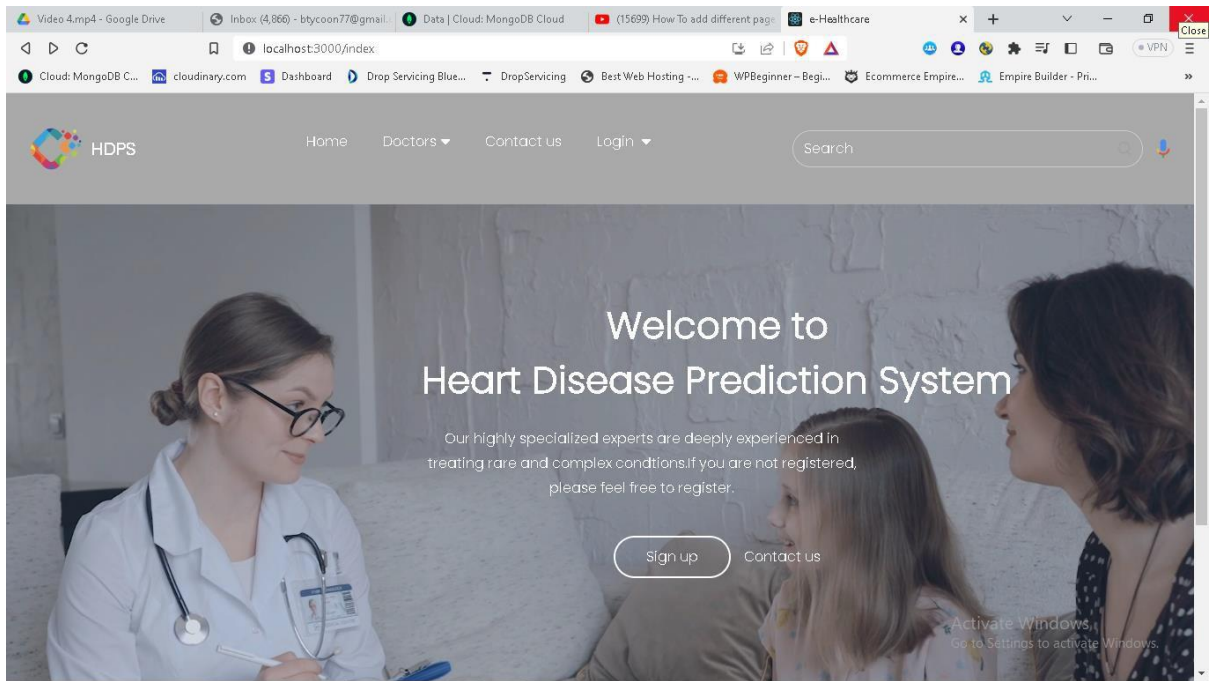 Video 4.mp4 - Google Drive
Inbox (4,866) - btycoon77@gmail.
Data | Cloud: MongoDB Cloud
(15699) How To add different page
e-Healthcare
Close
localhost:3000/index
VPN
Cloud: MongoDB C...
cloudinary.com
Dashboard
Drop Servicing Blue...
DropServicing
Best Web Hosting -...
WPBeginner – Begi...
Ecommerce Empire...
Empire Builder - Pri...
HDPS
Home
Doctors
Contact us
Login
Search
Welcome to
Heart Disease Prediction System
Our highly specialized experts are deeply experienced in
treating rare and complex condtions.If you are not registered,
please feel free to register.
Sign up
Contact us
Activate Windows
Go to Settings to activate Windows.